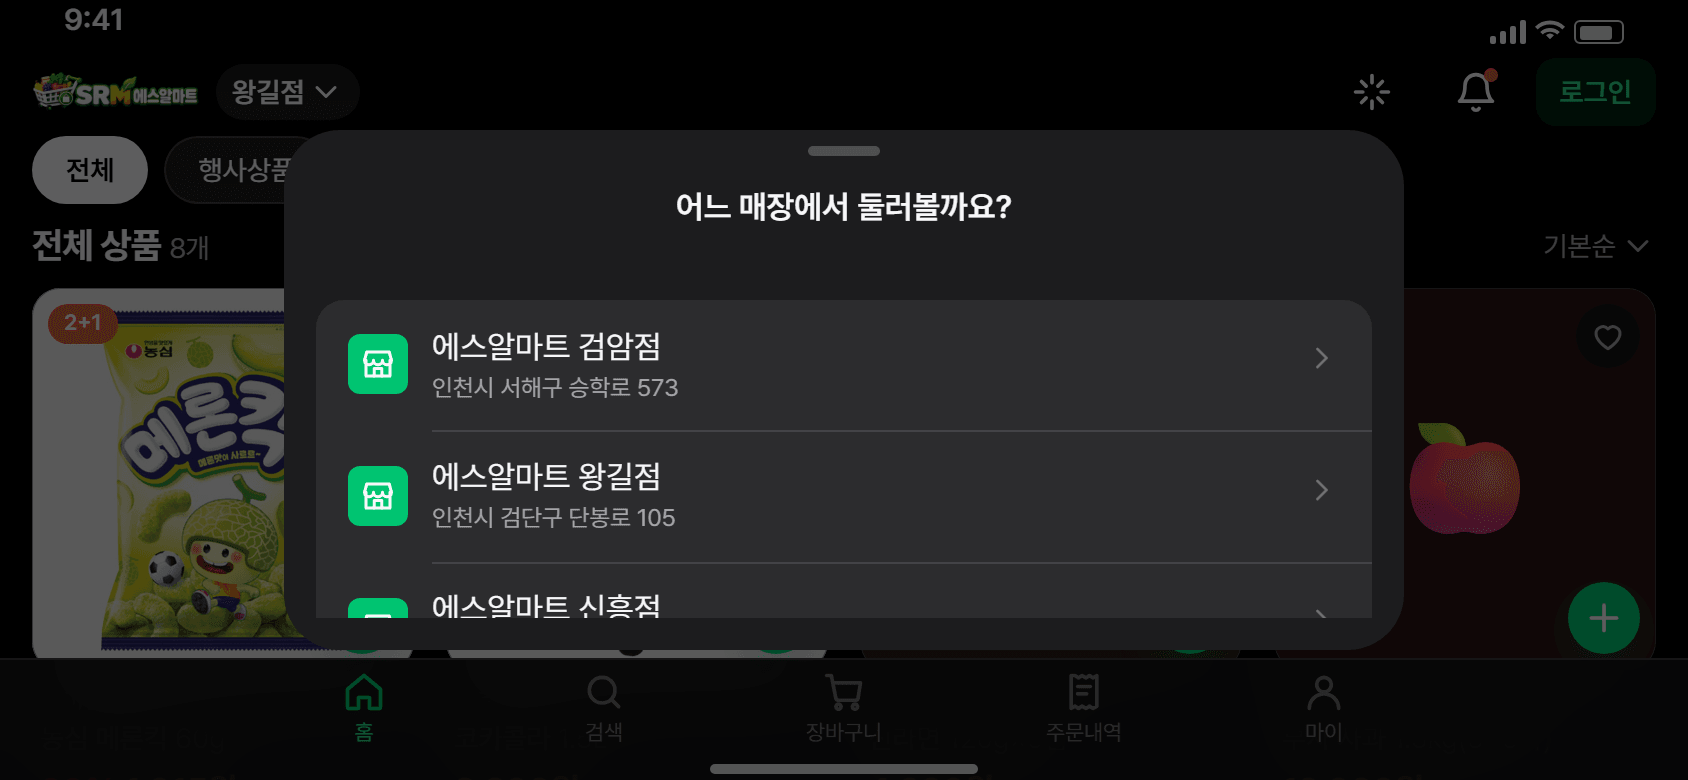 9:41
SRM 에스알마트
왕길점
로그인
전체
행사상품
전체 상품 8개
기본순
어느 매장에서 둘러볼까요?
에스알마트 검암점
인천시 서해구 승학로 573
에스알마트 왕길점
인천시 검단구 단봉로 105
에스알마트 신흥점
2+1
농심
메론킥
홈
검색
장바구니
주문내역
마이